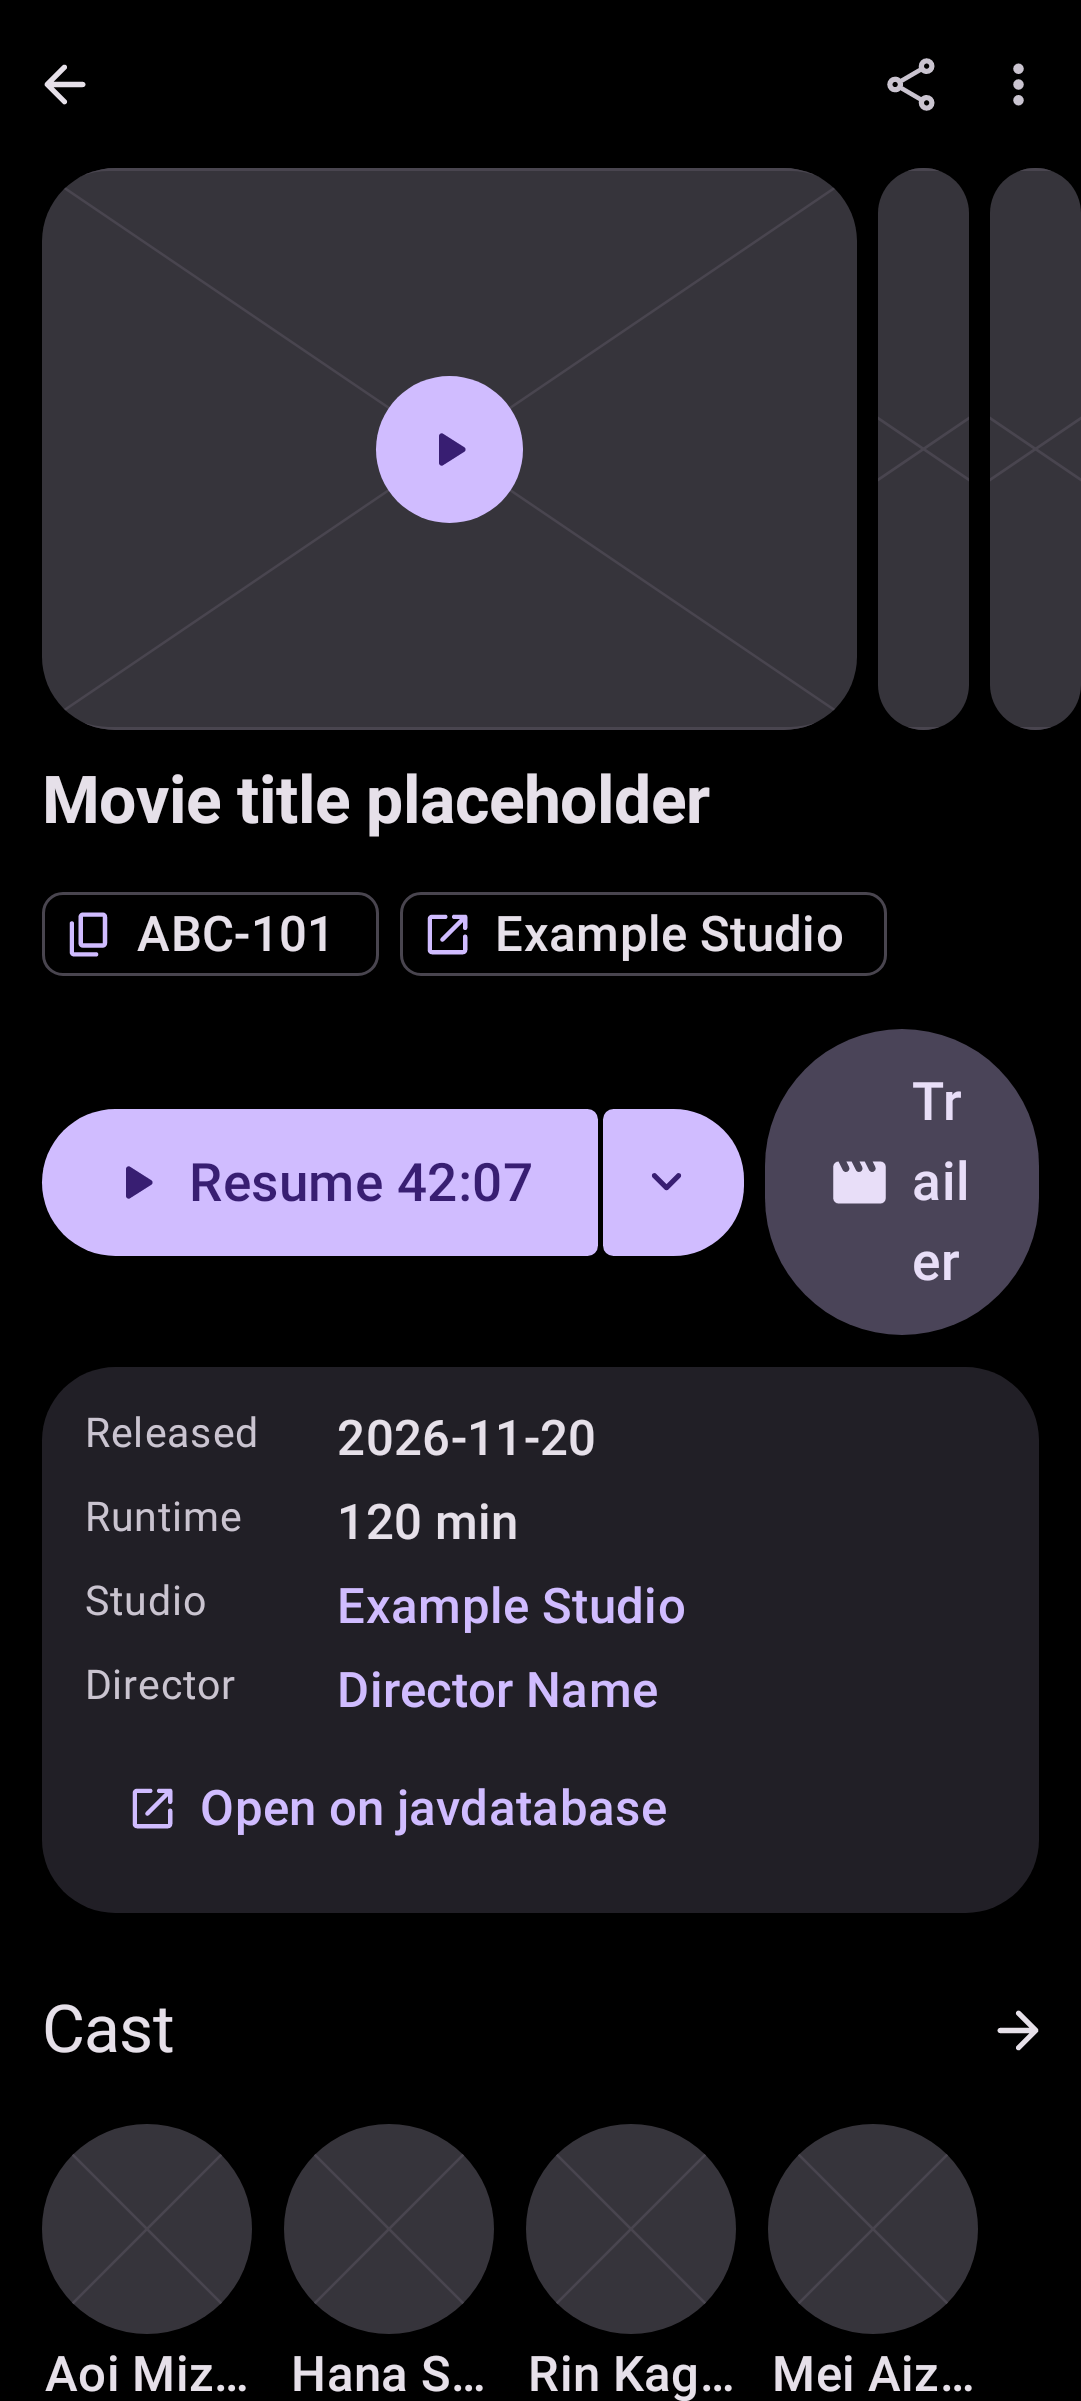 Movie title placeholder
ABC-101
Example Studio
Resume 42:07
Tr
ail
er
Released 2026-11-20
Runtime 120 min
Studio Example Studio
Director Director Name
Open on javdatabase
Cast
Aoi Miz…
Hana S…
Rin Kag…
Mei Aiz…